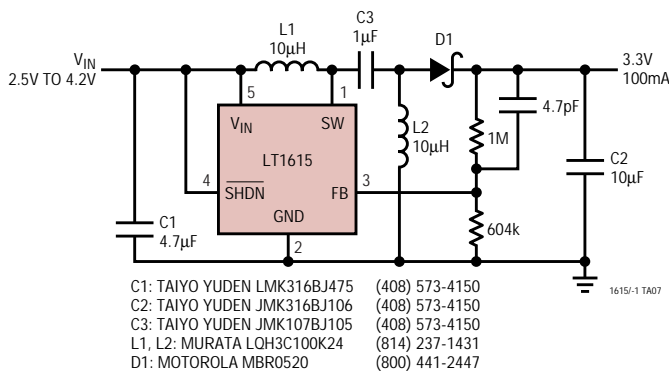 L1
10µH
C3
1µF
D1
VIN
2.5V TO 4.2V
3.3V
100mA
5
1
VIN
SW
L2
10µH
1M
4.7pF
LT1615
C2
10µF
4
SHDN
FB
3
GND
C1
4.7µF
2
604k
C1: TAIYO YUDEN LMK316BJ475 (408) 573-4150
C2: TAIYO YUDEN JMK316BJ106 (408) 573-4150
C3: TAIYO YUDEN JMK107BJ105 (408) 573-4150
L1, L2: MURATA LQH3C100K24 (814) 237-1431
D1: MOTOROLA MBR0520 (800) 441-2447
1615/-1 TA07